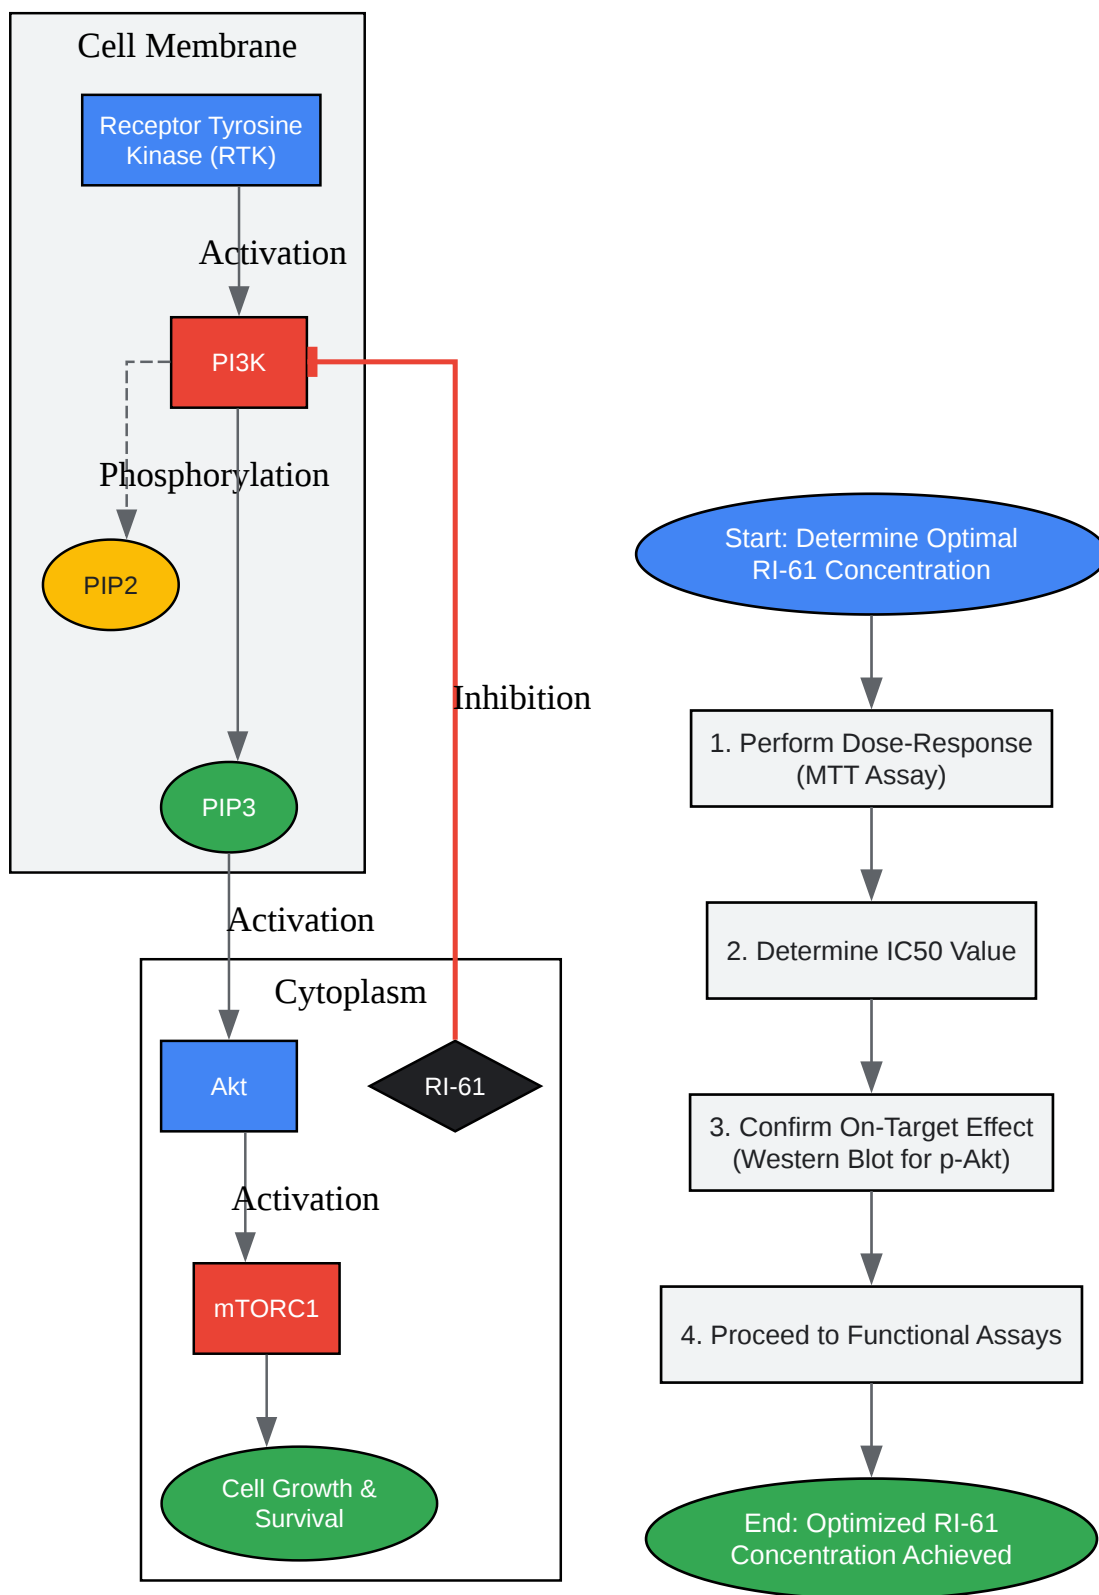 Cell Membrane
Receptor Tyrosine
Kinase (RTK)
Activation
PI3K
Phosphorylation
PIP2
Inhibition
PIP3
Activation
Cytoplasm
Akt
RI-61
Activation
mTORC1
Cell Growth &
Survival
Start: Determine Optimal
RI-61 Concentration
1. Perform Dose-Response
(MTT Assay)
2. Determine IC50 Value
3. Confirm On-Target Effect
(Western Blot for p-Akt)
4. Proceed to Functional Assays
End: Optimized RI-61
Concentration Achieved